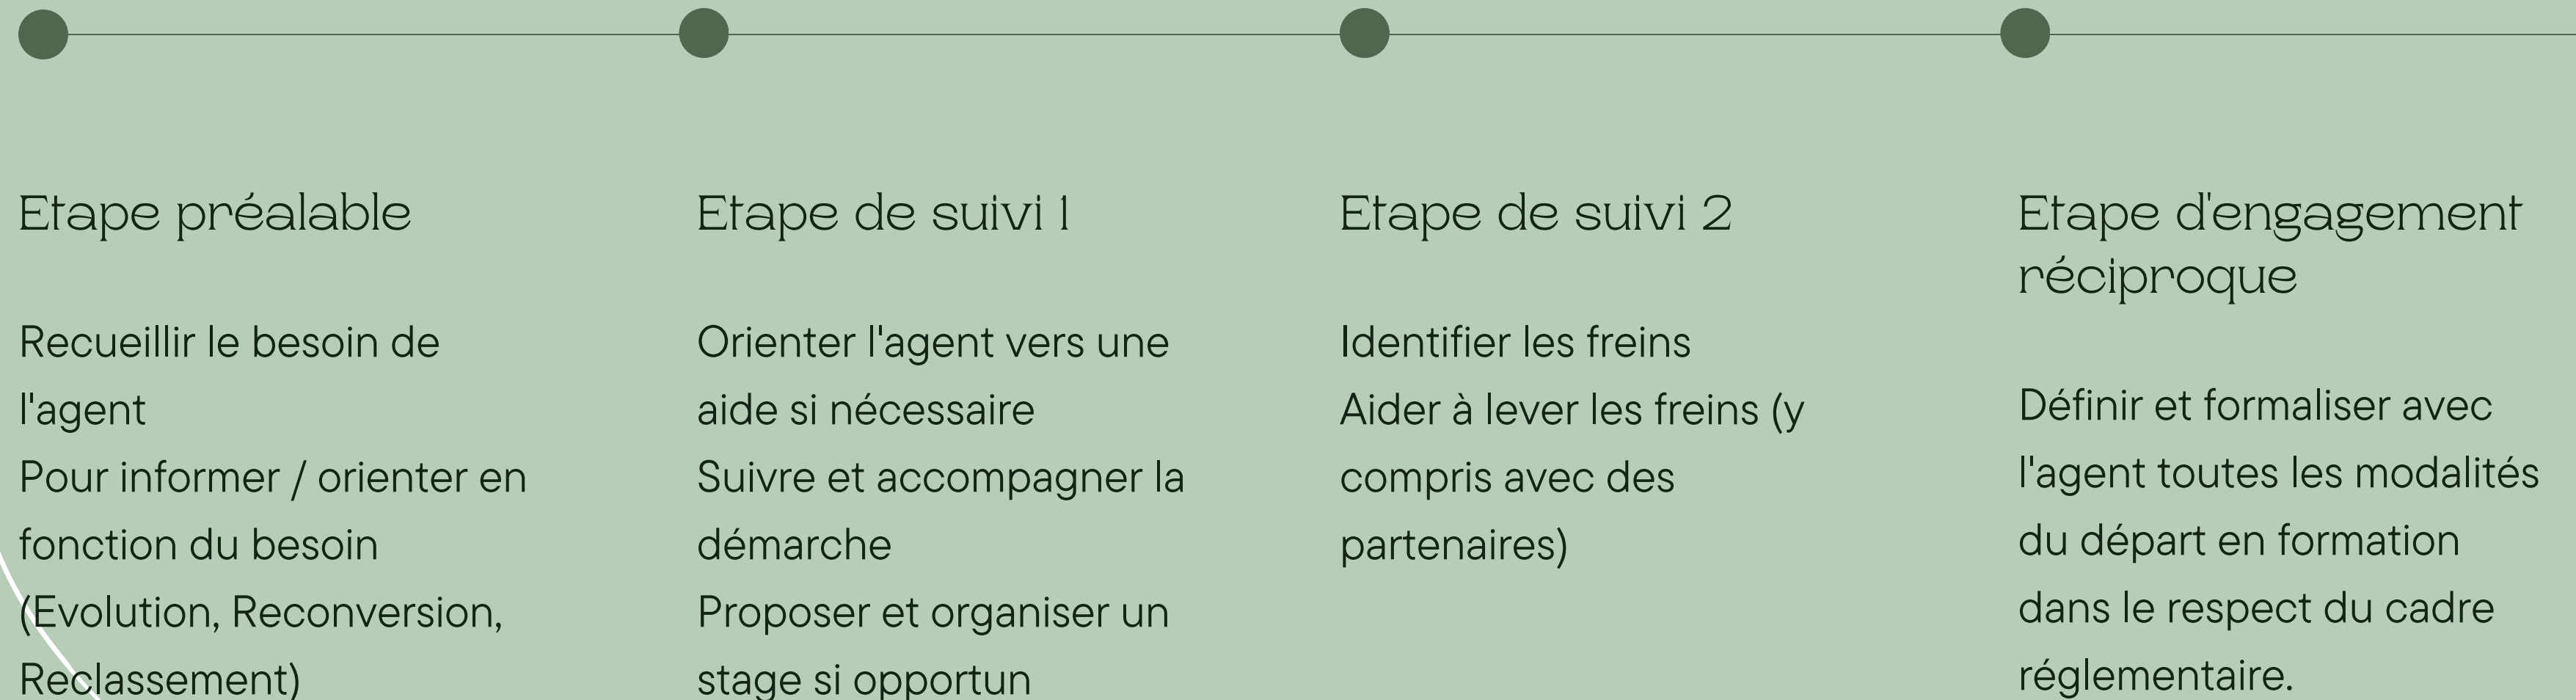 Etape préalable
Recueillir le besoin de
l'agent
Pour informer / orienter en
fonction du besoin
(Evolution, Reconversion,
Reclassement)
Etape de suivi 1
Orienter l'agent vers une
aide si nécessaire
Suivre et accompagner la
démarche
Proposer et organiser un
stage si opportun
Etape de suivi 2
Identifier les freins
Aider à lever les freins (y
compris avec des
partenaires)
Etape d'engagement
réciproque
Définir et formaliser avec
l'agent toutes les modalités
du départ en formation
dans le respect du cadre
réglementaire.